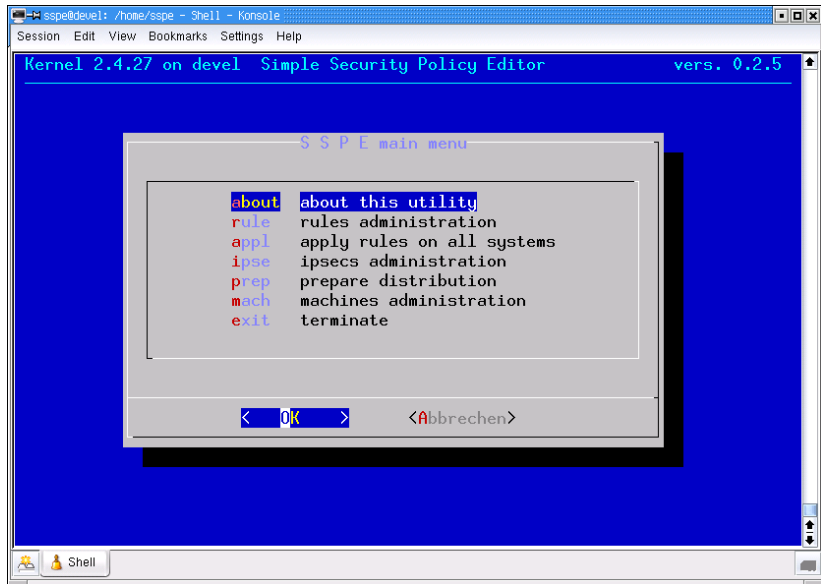 sspe@devel: /home/sspe - Shell - Konsole
Session Edit View Bookmarks Settings Help
Kernel 2.4.27 on devel Simple Security Policy Editor vers. 0.2.5
S S P E main menu
about about this utility
rule rules administration
appl apply rules on all systems
ipse ipsecs administration
prep prepare distribution
mach machines administration
exit terminate
< OK > <Abbrechen>
Shell